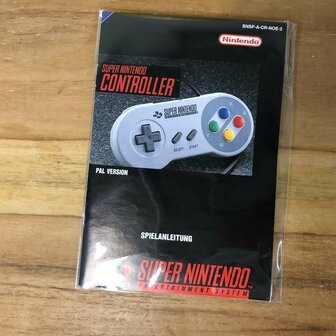 SNSP-A-CR-NOE-2
Nintendo
SUPER NINTENDO
CONTROLLER
SUPER NINTENDO
SELECT START
PAL VERSION
SPIELANLEITUNG
SUPER NINTENDO
ENTERTAINMENT SYSTEM